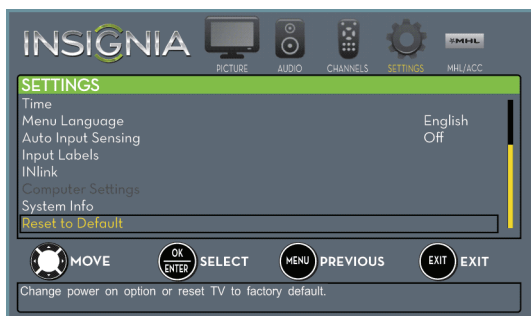 INSIGNIA
PICTURE AUDIO CHANNELS SETTINGS MHL MHL/ACC
SETTINGS
Time
Menu Language English
Auto Input Sensing Off
Input Labels
INlink
Computer Settings
System Info
Reset to Default
MOVE OK ENTER SELECT MENU PREVIOUS EXIT EXIT
Change power on option or reset TV to factory default.